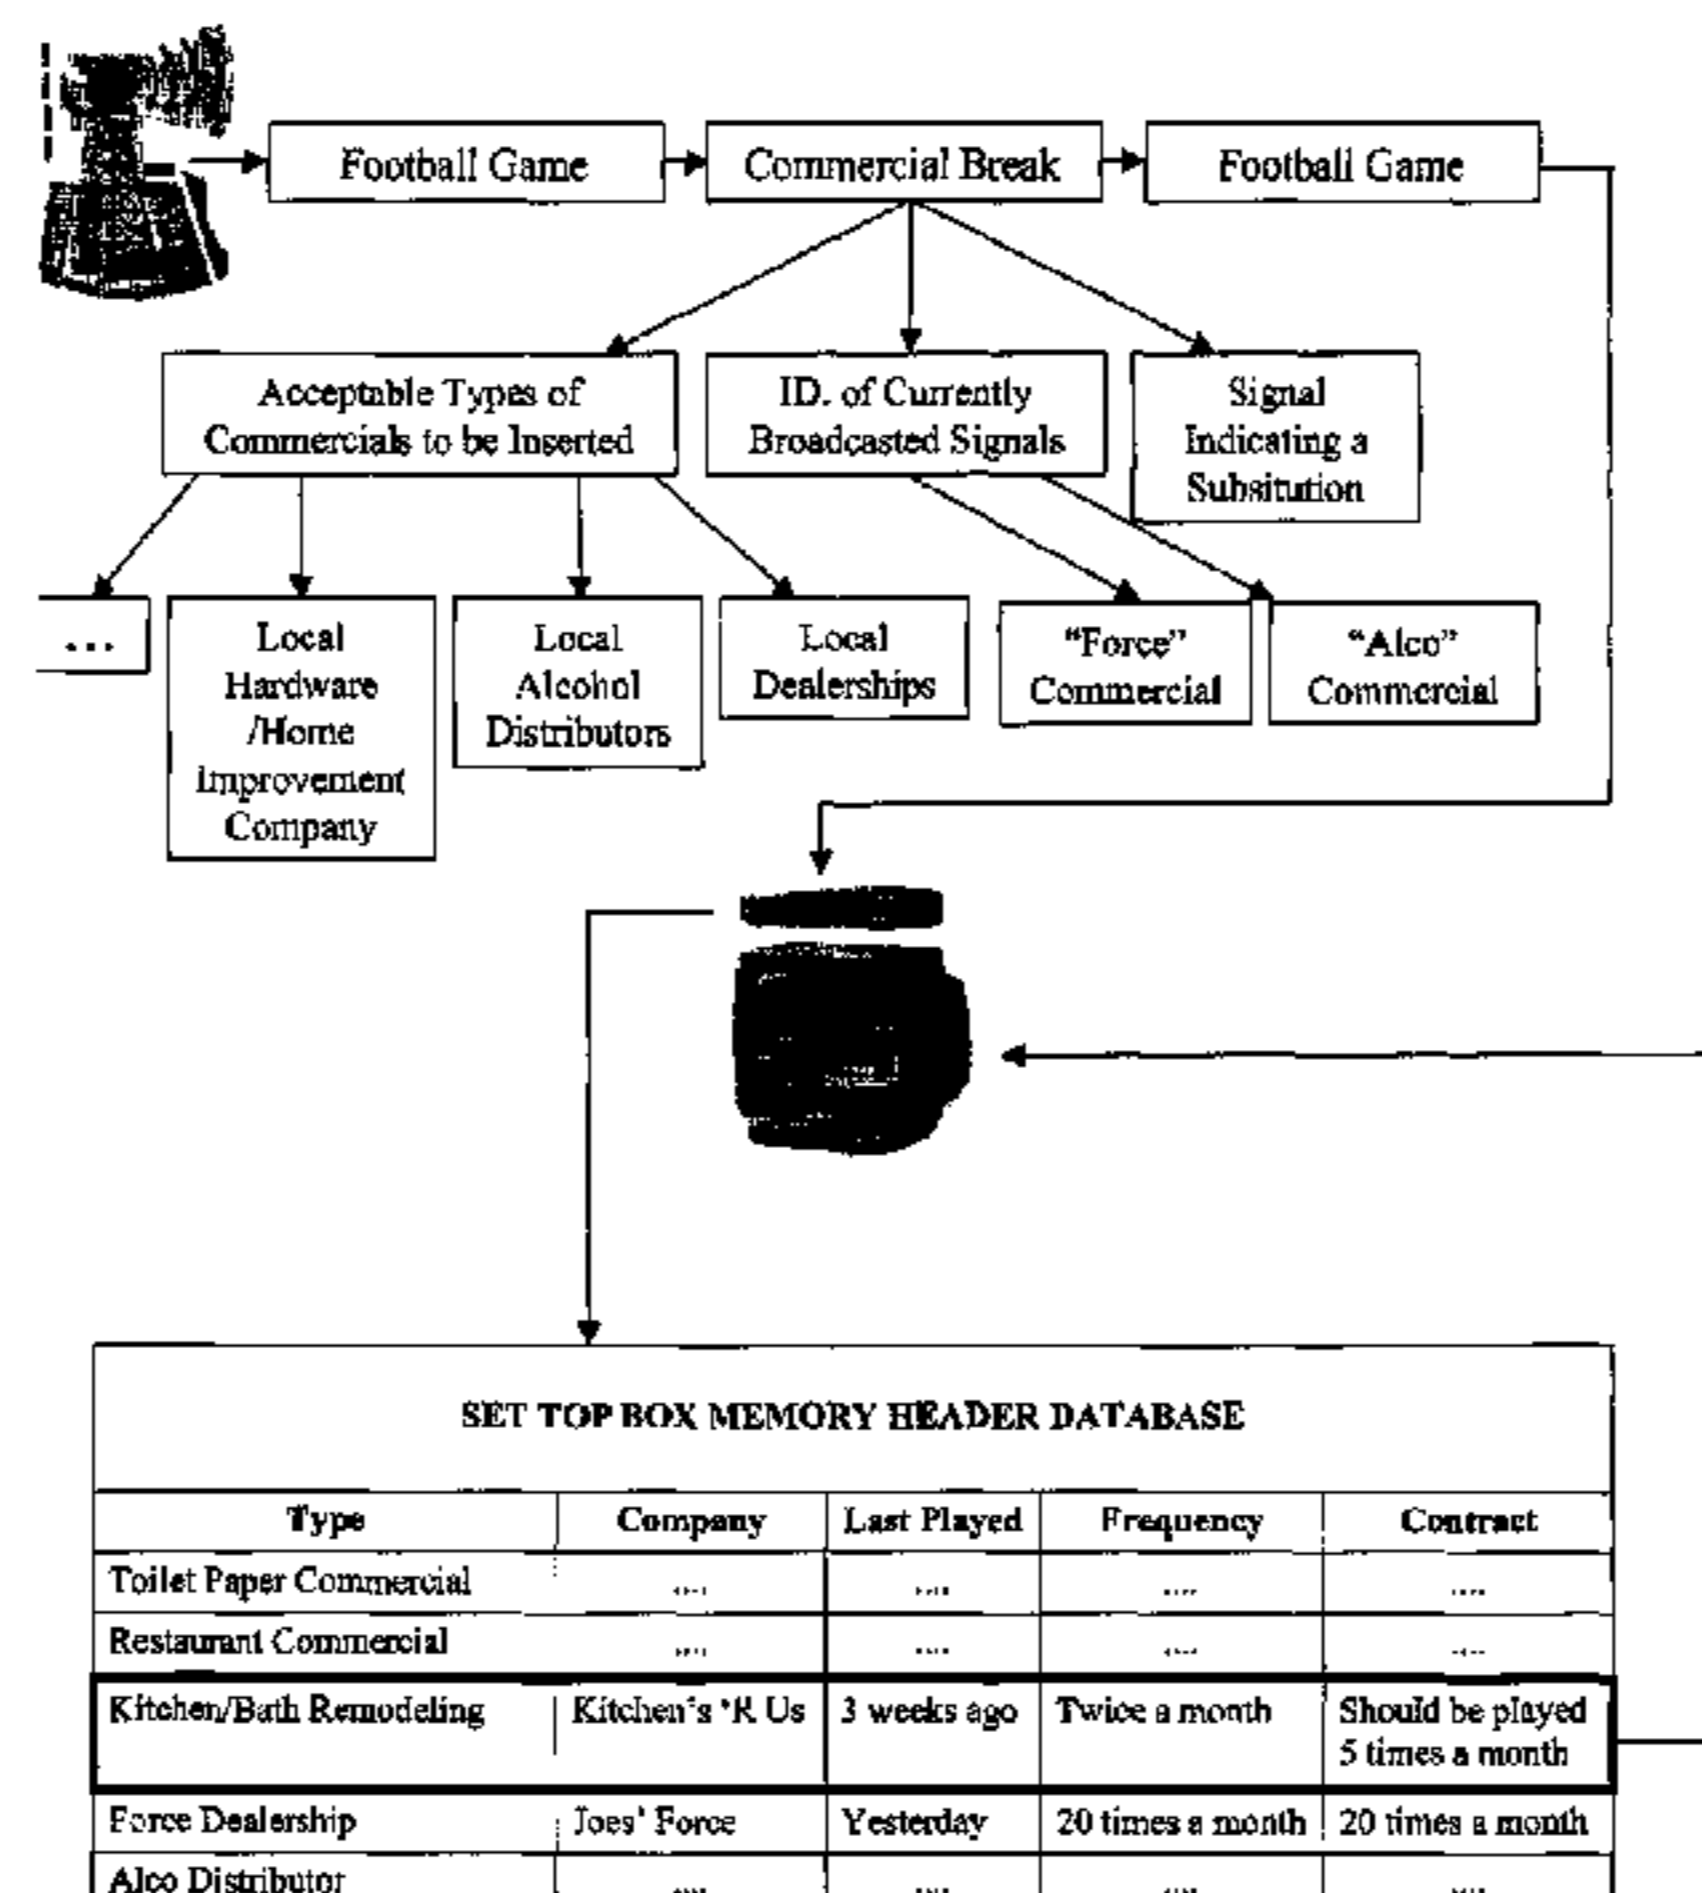 Football Game
Commercial Break
Football Game
Acceptable Types of
Commercials to be Inserted
ID. of Currently
Broadcasted Signals
Signal
Indicating a
Subsitution
...
Local
Hardware
/Home
Improvement
Company
Local
Alcohol
Distributors
Local
Dealerships
“Force”
Commercial
“Alco”
Commercial
SET TOP BOX MEMORY HEADER DATABASE
Type Company Last Played Frequency Contract
Toilet Paper Commercial .... .... .... ....
Restaurant Commercial .... .... .... ....
Kitchen/Bath Remodeling Kitchen's 'R Us 3 weeks ago Twice a month Should be played
5 times a month
Force Dealership Joes' Force Yesterday 20 times a month 20 times a month
Alco Distributor .... .... .... ....